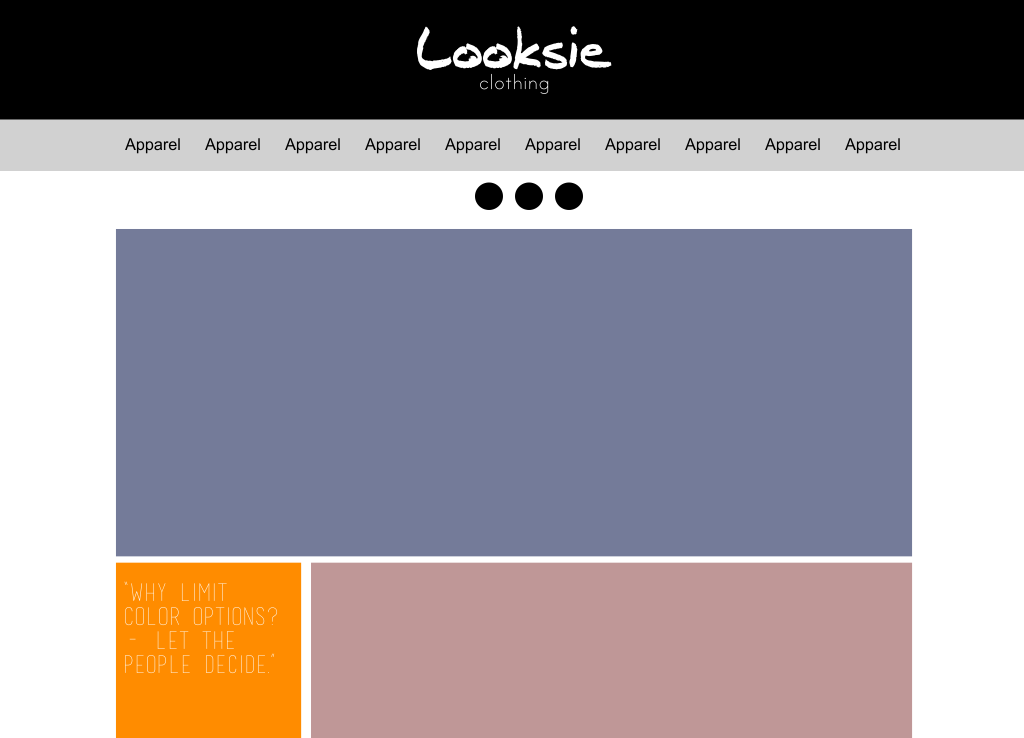 Looksie
clothing
Apparel Apparel Apparel Apparel Apparel Apparel Apparel Apparel Apparel Apparel
"WHY LIMIT
COLOR OPTIONS?
- LET THE
PEOPLE DECIDE."